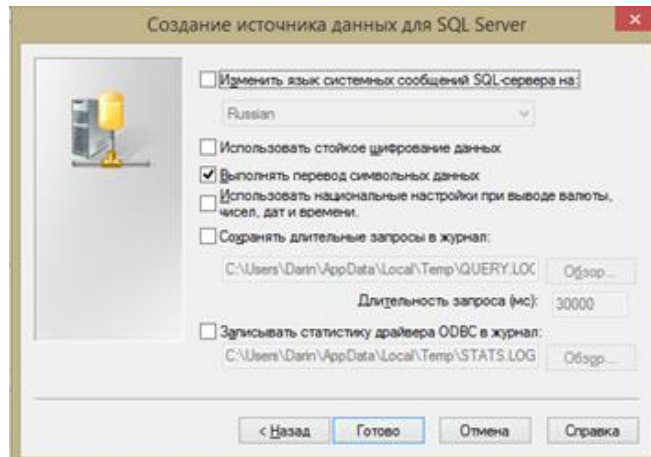 Создание источника данных для SQL Server
Изменить язык системных сообщений SQL-сервера на:
Russian
Использовать стойкое шифрование данных
Выполнять перевод символьных данных
Использовать национальные настройки при выводе валюты,
чисел, дат и времени.
Сохранять длительные запросы в журнал:
C:\Users\Darin\AppData\Local\Temp\QUERY.LOG
Обзор...
Длительность запроса (мс):
30000
Записывать статистику драйвера ODBC в журнал:
C:\Users\Darin\AppData\Local\Temp\STATS.LOG
Обзор...
< Назад
Готово
Отмена
Справка